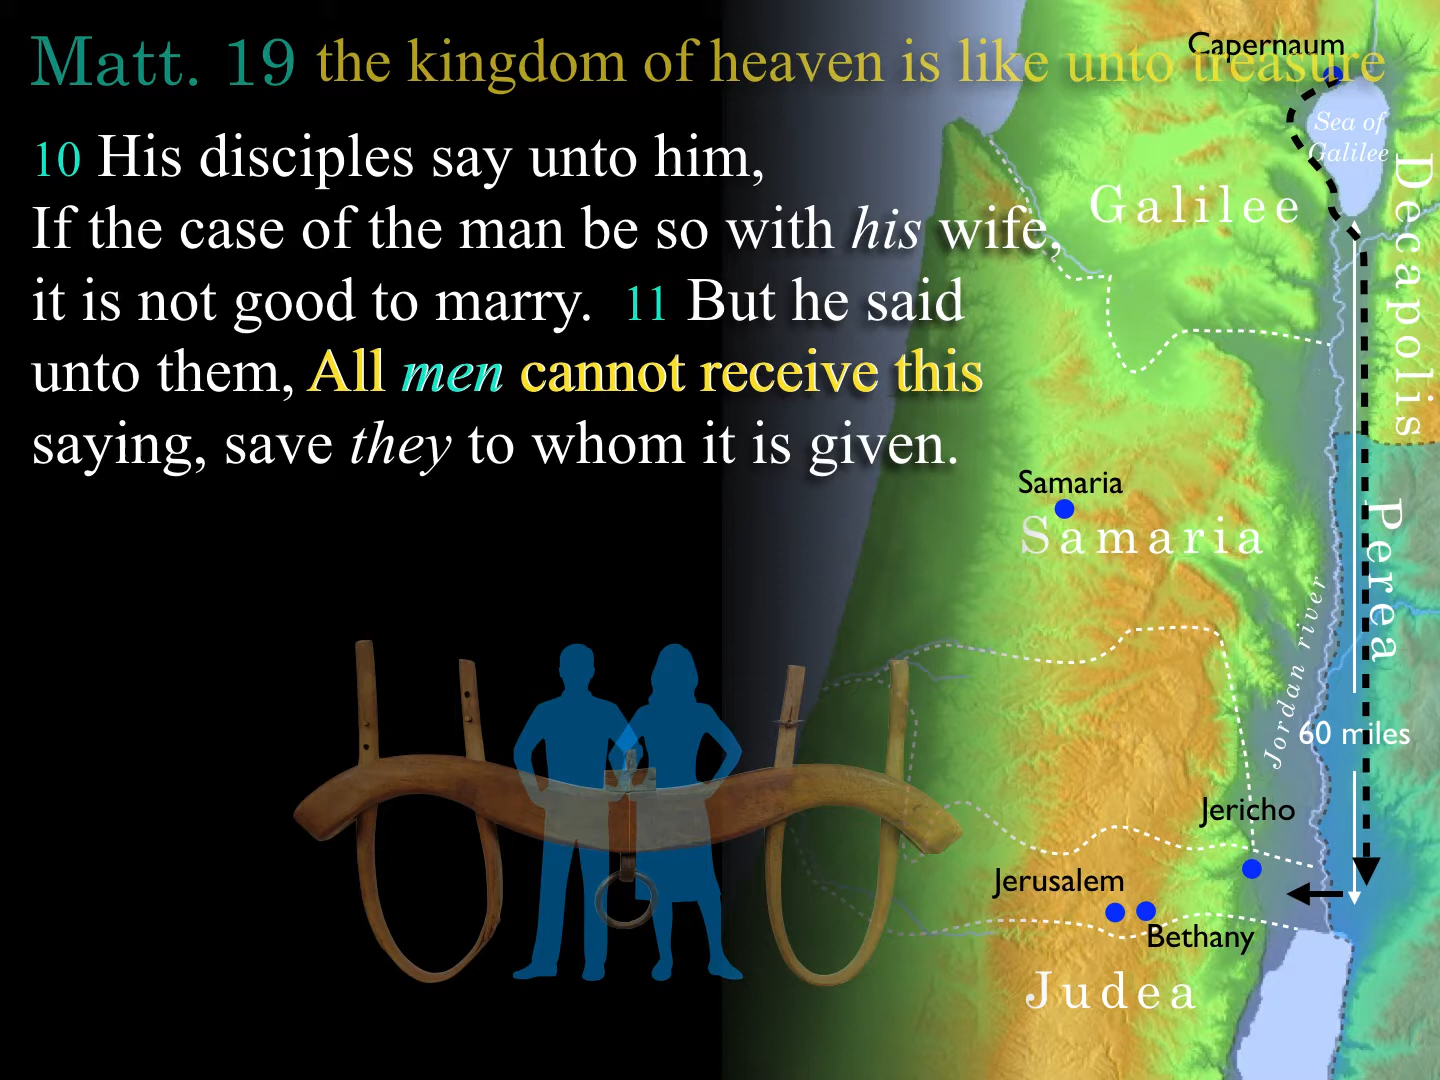 Matt. 19 the kingdom of heaven is like unto treasure
10 His disciples say unto him,
If the case of the man be so with his wife,
it is not good to marry. 11 But he said
unto them, All men cannot receive this
saying, save they to whom it is given.
Capernaum
Sea of
Galilee
Galilee
Decapolis
Samaria
Samaria
Perea
Jordan river
60 miles
Jericho
Jerusalem
Bethany
Judea